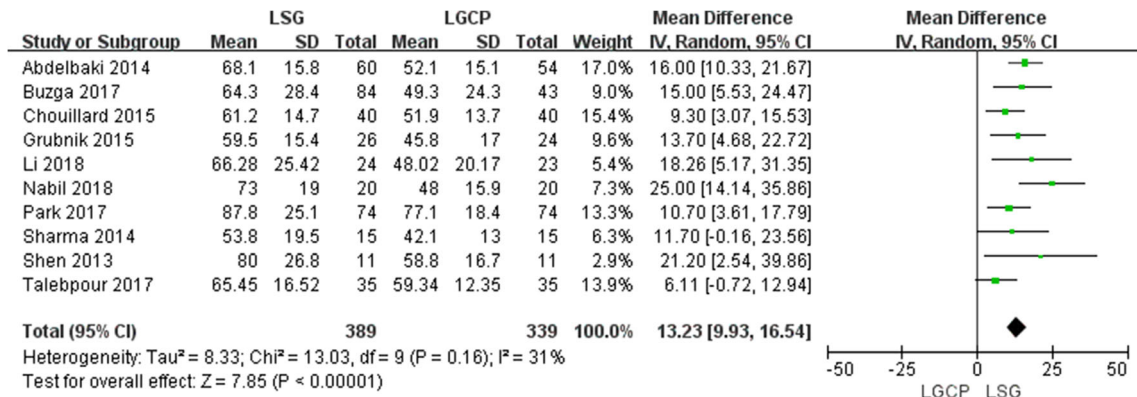 LSG LGCP Mean Difference Mean Difference
Study or Subgroup Mean SD Total Mean SD Total Weight IV, Random, 95% CI IV, Random, 95% CI
Abdelbaki 2014 68.1 15.8 60 52.1 15.1 54 17.0% 16.00 [10.33, 21.67]
Buzga 2017 64.3 28.4 84 49.3 24.3 43 9.0% 15.00 [5.53, 24.47]
Chouillard 2015 61.2 14.7 40 51.9 13.7 40 15.4% 9.30 [3.07, 15.53]
Grubnik 2015 59.5 15.4 26 45.8 17 24 9.6% 13.70 [4.68, 22.72]
Li 2018 66.28 25.42 24 48.02 20.17 23 5.4% 18.26 [5.17, 31.35]
Nabil 2018 73 19 20 48 15.9 20 7.3% 25.00 [14.14, 35.86]
Park 2017 87.8 25.1 74 77.1 18.4 74 13.3% 10.70 [3.61, 17.79]
Sharma 2014 53.8 19.5 15 42.1 13 15 6.3% 11.70 [-0.16, 23.56]
Shen 2013 80 26.8 11 58.8 16.7 11 2.9% 21.20 [2.54, 39.86]
Talebpour 2017 65.45 16.52 35 59.34 12.35 35 13.9% 6.11 [-0.72, 12.94]
Total (95% CI) 389 339 100.0% 13.23 [9.93, 16.54]
Heterogeneity: Tau² = 8.33; Chi² = 13.03, df = 9 (P = 0.16); I² = 31%
Test for overall effect: Z = 7.85 (P < 0.00001)
-50 -25 0 25 50
LGCP LSG